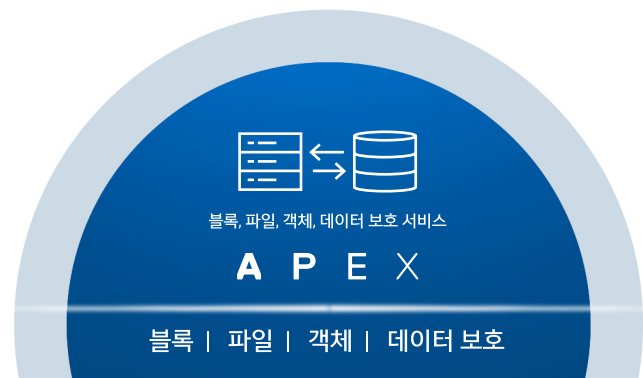 블록, 파일, 객체, 데이터 보호 서비스
APEX
블록 | 파일 | 객체 | 데이터 보호